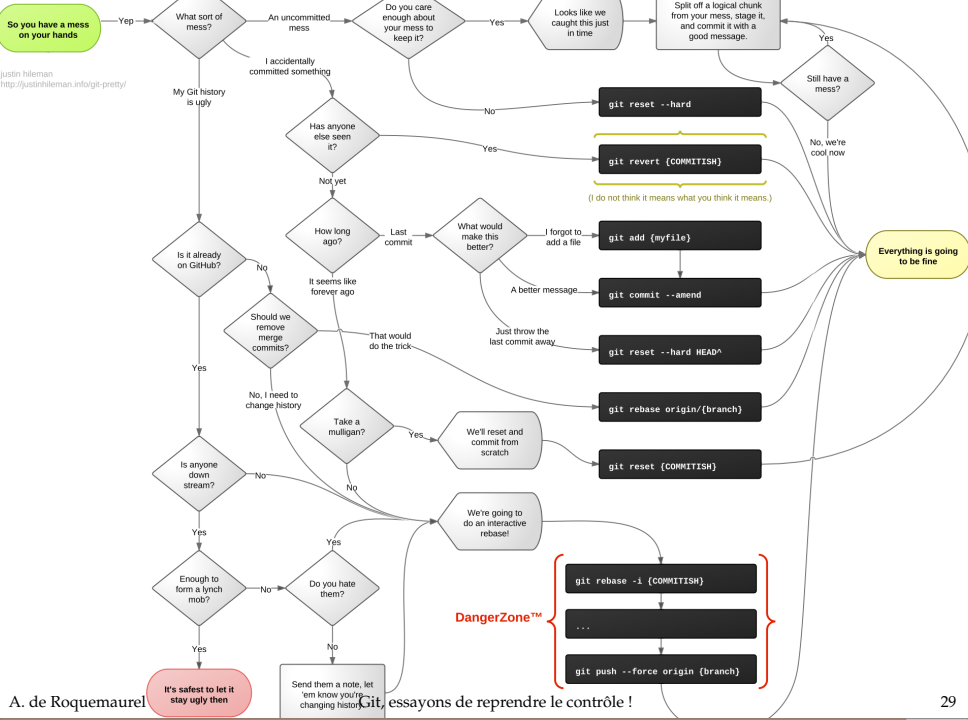 So you have a mess
on your hands
Yep
What sort of
mess?
An uncommitted
mess
Do you care
enough about
your mess to
keep it?
Yes
Looks like we
caught this just
in time
Split off a logical chunk
from your mess, stage it,
and commit it with a
good message.
Yes
Still have a
mess?
No, we're
cool now
justin hileman
http://justinhileman.info/git-pretty/
My Git history
is ugly
I accidentally
committed something
No
git reset --hard
Has anyone
else seen
it?
Yes
git revert {COMMITISH}
(I do not think it means what you think it means.)
Not yet
How long
ago?
Last
commit
What would
make this
better?
I forgot to
add a file
git add {myfile}
A better message
git commit --amend
Just throw the
last commit away
git reset --hard HEAD^
Everything is going
to be fine
Is it already
on GitHub?
No
It seems like
forever ago
Should we
remove
merge
commits?
That would
do the trick
git rebase origin/{branch}
Yes
No, I need to
change history
Take a
mulligan?
Yes
We'll reset and
commit from
scratch
git reset {COMMITISH}
No
Is anyone
down
stream?
No
We're going to
do an interactive
rebase!
Yes
Yes
Enough to
form a lynch
mob?
No
Do you hate
them?
DangerZone™
git rebase -i {COMMITISH}
...
git push --force origin {branch}
Yes
No
It's safest to let it
stay ugly then
Send them a note, let
'em know you're
changing history
A. de Roquemaurel
Git, essayons de reprendre le contrôle !
29